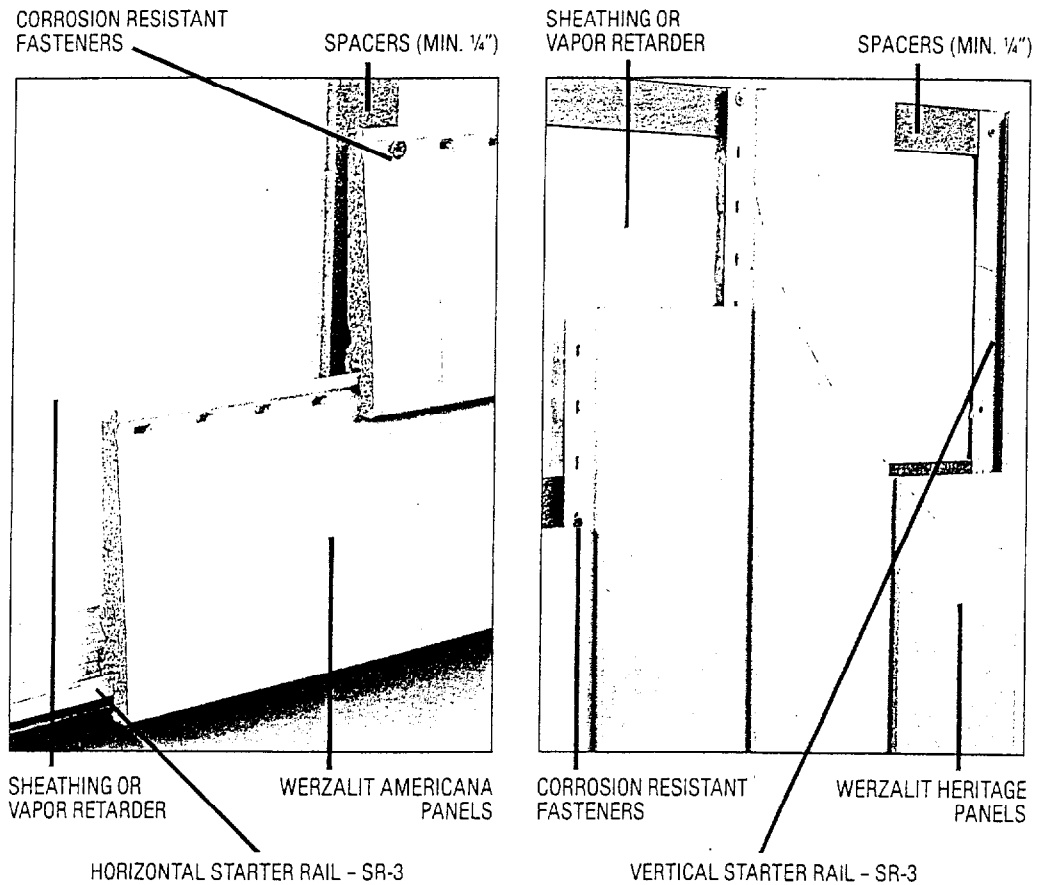 CORROSION RESISTANT
FASTENERS
SPACERS (MIN. ¼")
SHEATHING OR
VAPOR RETARDER
SPACERS (MIN. ¼")
SHEATHING OR
VAPOR RETARDER
WERZALIT AMERICANA
PANELS
HORIZONTAL STARTER RAIL – SR-3
CORROSION RESISTANT
FASTENERS
WERZALIT HERITAGE
PANELS
VERTICAL STARTER RAIL – SR-3